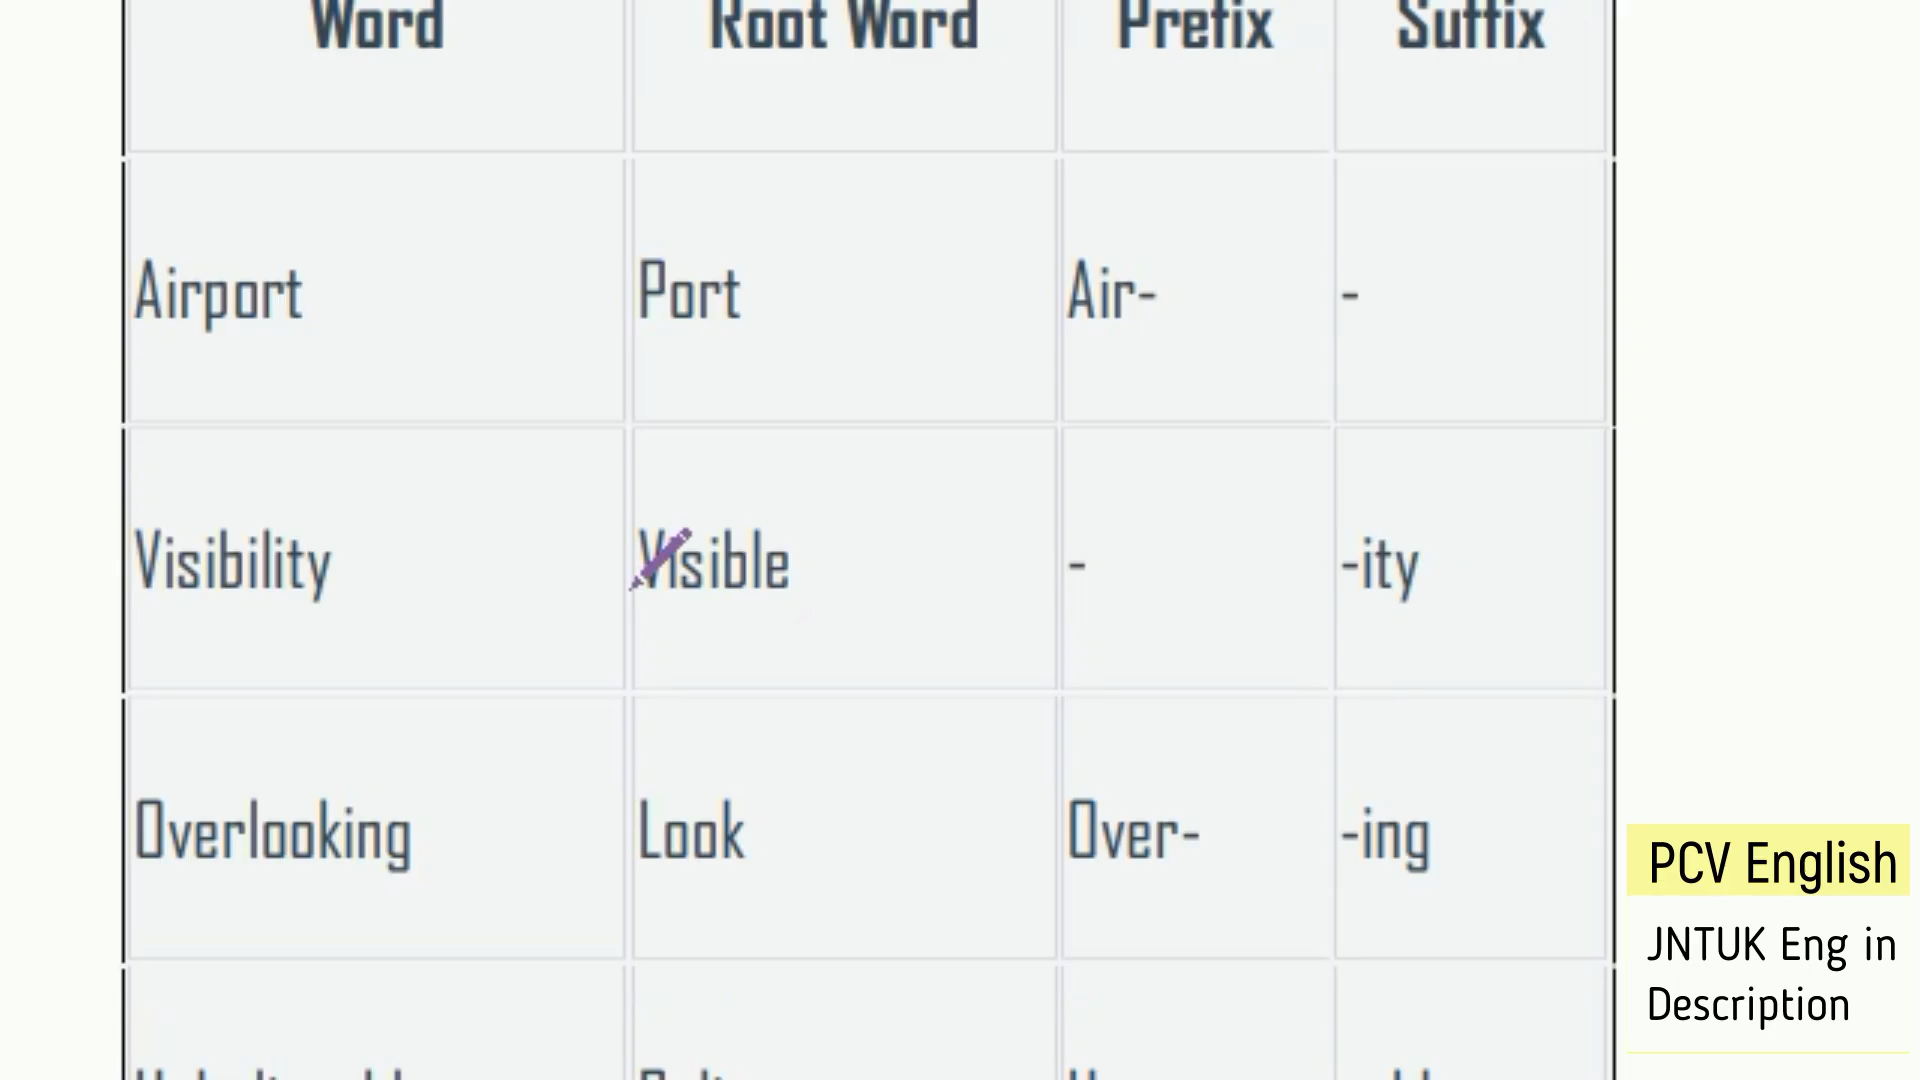 Word Root Word Prefix Suffix
Airport Port Air- -
Visibility Visible - -ity
Overlooking Look Over- -ing
PCV English
JNTUK Eng in
Description